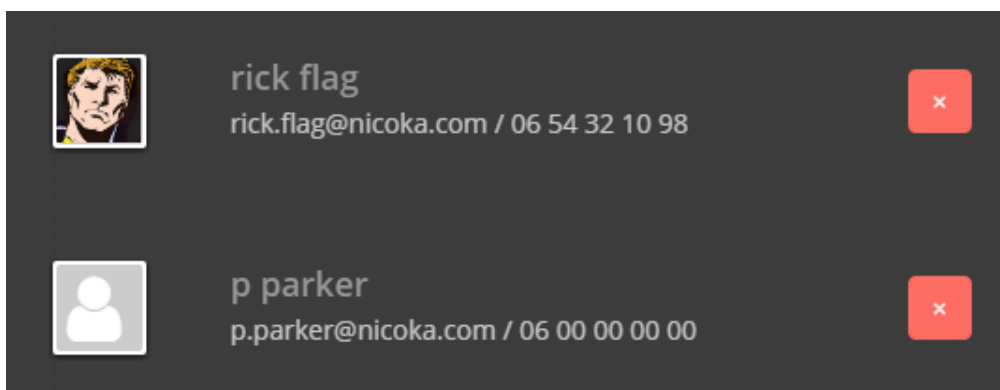 rick flag
rick.flag@nicoka.com / 06 54 32 10 98
×
p parker
p.parker@nicoka.com / 06 00 00 00 00
×